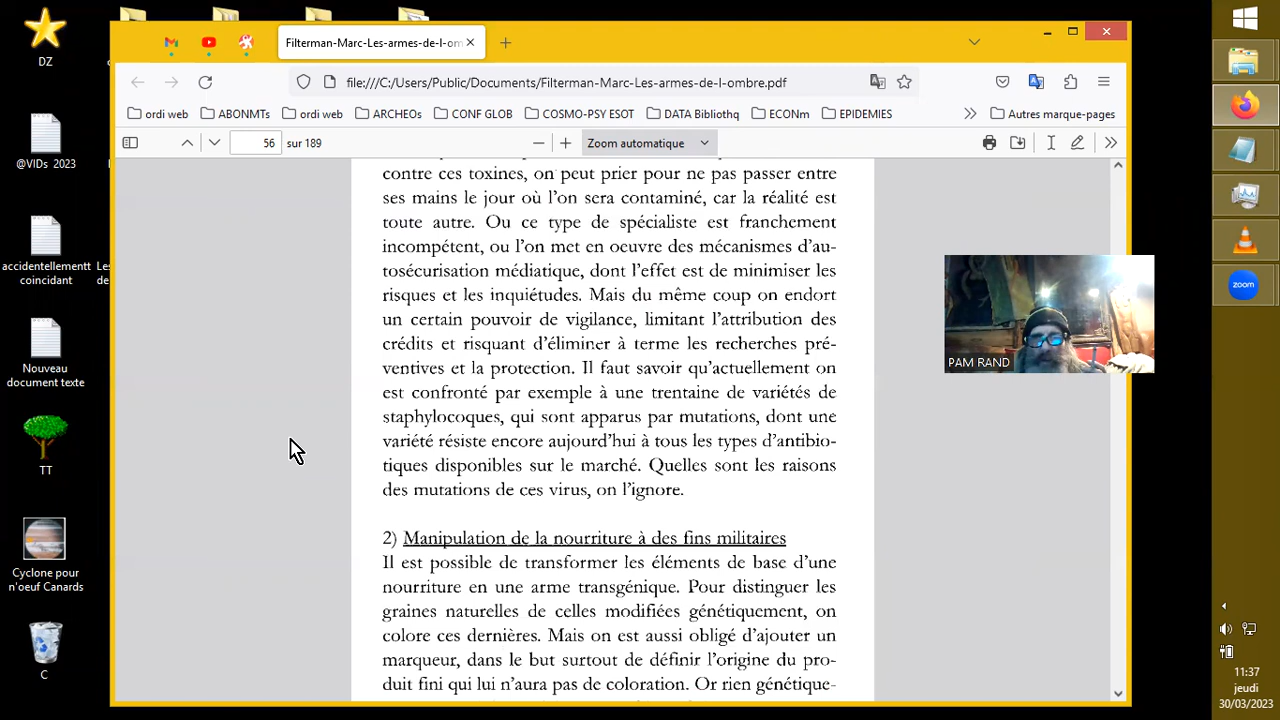 DZ
@VIDs 2023
accidentellementt
coincidant
Nouveau
document texte
TT
Cyclone pour
n'oeuf Canards
C
Filterman-Marc-Les-armes-de-l-om
file:///C:/Users/Public/Documents/Filterman-Marc-Les-armes-de-l-ombre.pdf
ordi web
ABONMTs
ordi web
ARCHEOs
CONF GLOB
COSMO-PSY ESOT
DATA Bibliothq
ECONm
EPIDEMIES
Autres marque-pages
56
sur 189
Zoom automatique
contre ces toxines, on peut prier pour ne pas passer entre
ses mains le jour où l'on sera contaminé, car la réalité est
toute autre. Ou ce type de spécialiste est franchement
incompétent, ou l'on met en oeuvre des mécanismes d'au-
tosécurisation médiatique, dont l'effet est de minimiser les
risques et les inquiétudes. Mais du même coup on endort
un certain pouvoir de vigilance, limitant l'attribution des
crédits et risquant d'éliminer à terme les recherches pré-
ventives et la protection. Il faut savoir qu'actuellement on
est confronté par exemple à une trentaine de variétés de
staphylocoques, qui sont apparus par mutations, dont une
variété résiste encore aujourd'hui à tous les types d'antibio-
tiques disponibles sur le marché. Quelles sont les raisons
des mutations de ces virus, on l'ignore.
2) Manipulation de la nourriture à des fins militaires
Il est possible de transformer les éléments de base d'une
nourriture en une arme transgénique. Pour distinguer les
graines naturelles de celles modifiées génétiquement, on
colore ces dernières. Mais on est aussi obligé d'ajouter un
marqueur, dans le but surtout de définir l'origine du pro-
duit fini qui lui n'aura pas de coloration. Or rien génétique-
PAM RAND
zoom
11:37
jeudi
30/03/2023